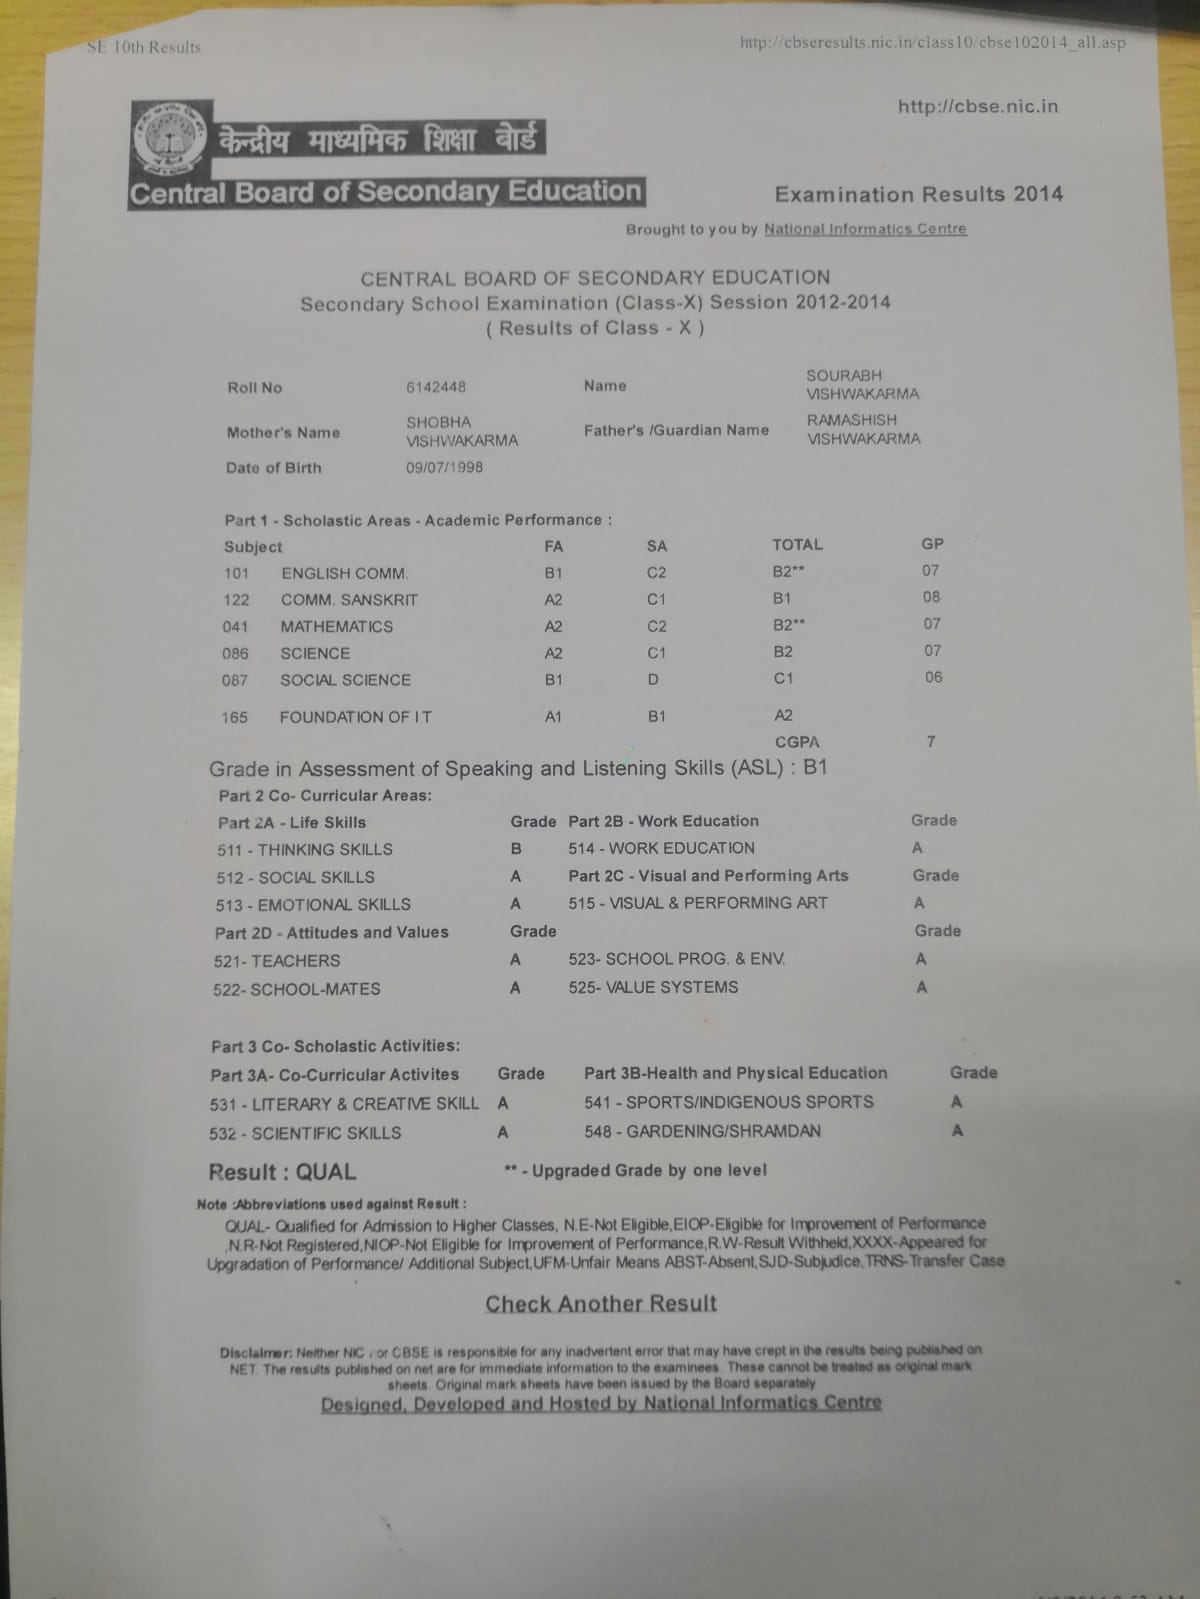 SE 10th Results
http://cbseresults.nic.in/class10/cbse102014_all.asp
http://cbse.nic.in
केन्द्रीय माध्यमिक शिक्षा बोर्ड
Central Board of Secondary Education
Examination Results 2014
Brought to you by National Informatics Centre
CENTRAL BOARD OF SECONDARY EDUCATION
Secondary School Examination (Class-X) Session 2012-2014
( Results of Class - X )
Roll No 6142448 Name SOURABH VISHWAKARMA
Mother's Name SHOBHA VISHWAKARMA Father's /Guardian Name RAMASHISH VISHWAKARMA
Date of Birth 09/07/1998
Part 1 - Scholastic Areas - Academic Performance :
Subject FA SA TOTAL GP
101 ENGLISH COMM. B1 C2 B2** 07
122 COMM. SANSKRIT A2 C1 B1 08
041 MATHEMATICS A2 C2 B2** 07
086 SCIENCE A2 C1 B2 07
087 SOCIAL SCIENCE B1 D C1 06
165 FOUNDATION OF I T A1 B1 A2
CGPA 7
Grade in Assessment of Speaking and Listening Skills (ASL) : B1
Part 2 Co- Curricular Areas:
Part 2A - Life Skills Grade Part 2B - Work Education Grade
511 - THINKING SKILLS B 514 - WORK EDUCATION A
512 - SOCIAL SKILLS A Part 2C - Visual and Performing Arts Grade
513 - EMOTIONAL SKILLS A 515 - VISUAL & PERFORMING ART A
Part 2D - Attitudes and Values Grade Grade
521- TEACHERS A 523- SCHOOL PROG. & ENV. A
522- SCHOOL-MATES A 525- VALUE SYSTEMS A
Part 3 Co- Scholastic Activities:
Part 3A- Co-Curricular Activites Grade Part 3B-Health and Physical Education Grade
531 - LITERARY & CREATIVE SKILL A 541 - SPORTS/INDIGENOUS SPORTS A
532 - SCIENTIFIC SKILLS A 548 - GARDENING/SHRAMDAN A
Result : QUAL ** - Upgraded Grade by one level
Note :Abbreviations used against Result :
QUAL- Qualified for Admission to Higher Classes, N.E-Not Eligible,EIOP-Eligible for Improvement of Performance
,N.R-Not Registered,NIOP-Not Eligible for Improvement of Performance,R.W-Result Withheld,XXXX-Appeared for
Upgradation of Performance/ Additional Subject,UFM-Unfair Means ABST-Absent,SJD-Subjudice,TRNS-Transfer Case
Check Another Result
Disclaimer: Neither NIC , or CBSE is responsible for any inadvertent error that may have crept in the results being published on
NET. The results published on net are for immediate information to the examinees. These cannot be treated as original mark
sheets. Original mark sheets have been issued by the Board separately
Designed, Developed and Hosted by National Informatics Centre